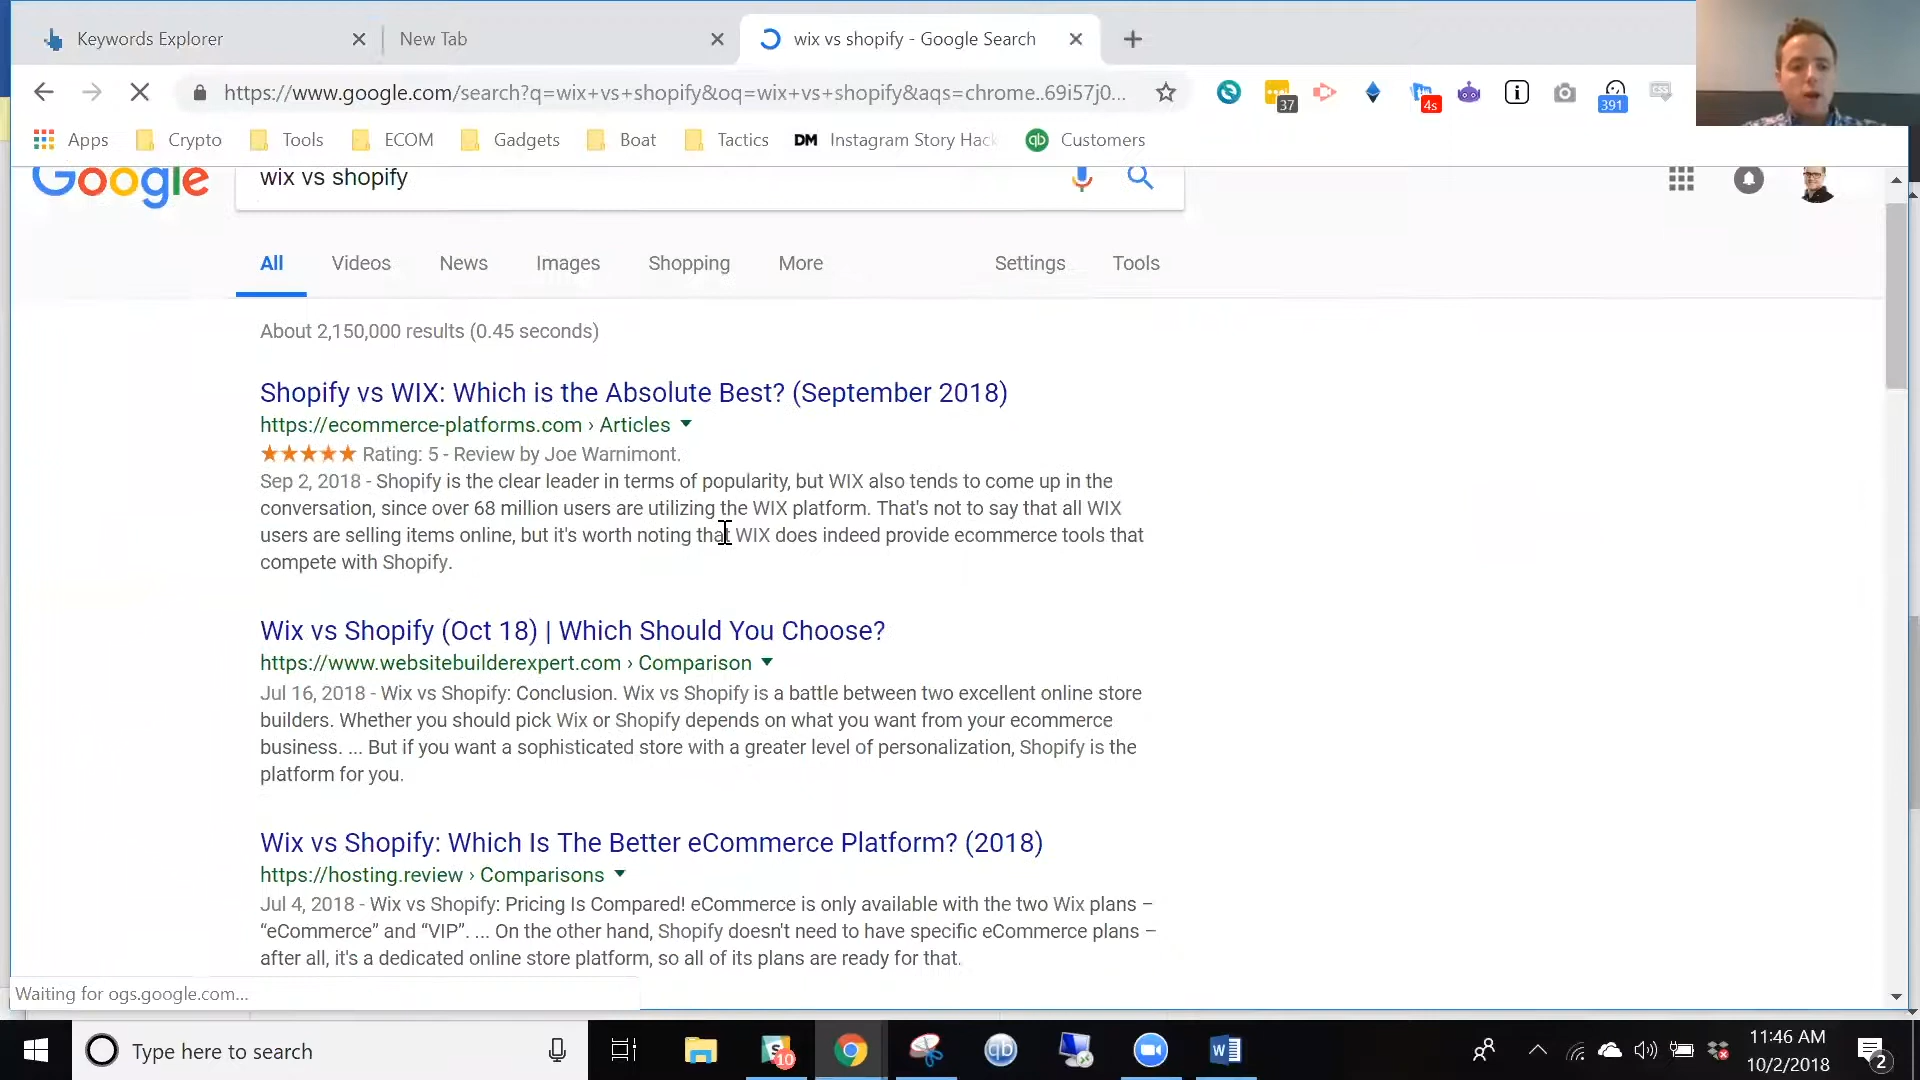 Keywords Explorer
New Tab
wix vs shopify - Google Search
https://www.google.com/search?q=wix+vs+shopify&oq=wix+vs+shopify&aqs=chrome..69i57j0...
37
4s
391
CSS
Apps
Crypto
Tools
ECOM
Gadgets
Boat
Tactics
DM Instagram Story Hack
qb Customers
Google
wix vs shopify
All
Videos
News
Images
Shopping
More
Settings
Tools
About 2,150,000 results (0.45 seconds)
Shopify vs WIX: Which is the Absolute Best? (September 2018)
https://ecommerce-platforms.com › Articles
Rating: 5 - Review by Joe Warnimont.
Sep 2, 2018 - Shopify is the clear leader in terms of popularity, but WIX also tends to come up in the
conversation, since over 68 million users are utilizing the WIX platform. That's not to say that all WIX
users are selling items online, but it's worth noting that WIX does indeed provide ecommerce tools that
compete with Shopify.
Wix vs Shopify (Oct 18) | Which Should You Choose?
https://www.websitebuilderexpert.com › Comparison
Jul 16, 2018 - Wix vs Shopify: Conclusion. Wix vs Shopify is a battle between two excellent online store
builders. Whether you should pick Wix or Shopify depends on what you want from your ecommerce
business. ... But if you want a sophisticated store with a greater level of personalization, Shopify is the
platform for you.
Wix vs Shopify: Which Is The Better eCommerce Platform? (2018)
https://hosting.review › Comparisons
Jul 4, 2018 - Wix vs Shopify: Pricing Is Compared! eCommerce is only available with the two Wix plans –
“eCommerce” and “VIP”. ... On the other hand, Shopify doesn't need to have specific eCommerce plans –
after all, it's a dedicated online store platform, so all of its plans are ready for that.
Waiting for ogs.google.com...
Type here to search
10
qb
11:46 AM
10/2/2018
2